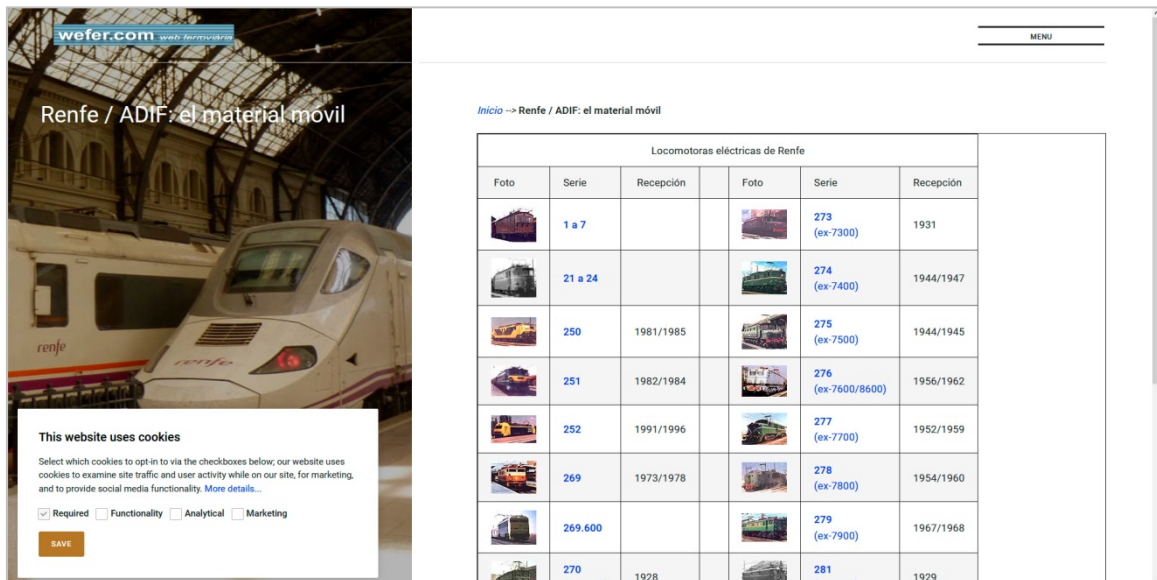 wefer.com web ferroviària
MENU
Renfe / ADIF: el material móvil
Inicio --> Renfe / ADIF: el material móvil
Locomotoras eléctricas de Renfe
Foto Serie Recepción Foto Serie Recepción
1 a 7 273 (ex-7300) 1931
21 a 24 274 (ex-7400) 1944/1947
250 1981/1985 275 (ex-7500) 1944/1945
251 1982/1984 276 (ex-7600/8600) 1956/1962
252 1991/1996 277 (ex-7700) 1952/1959
269 1973/1978 278 (ex-7800) 1954/1960
269.600 279 (ex-7900) 1967/1968
270 1928 281 1929
renfe
renfe
This website uses cookies
Select which cookies to opt-in to via the checkboxes below; our website uses
cookies to examine site traffic and user activity while on our site, for marketing,
and to provide social media functionality. More details...
Required Functionality Analytical Marketing
SAVE